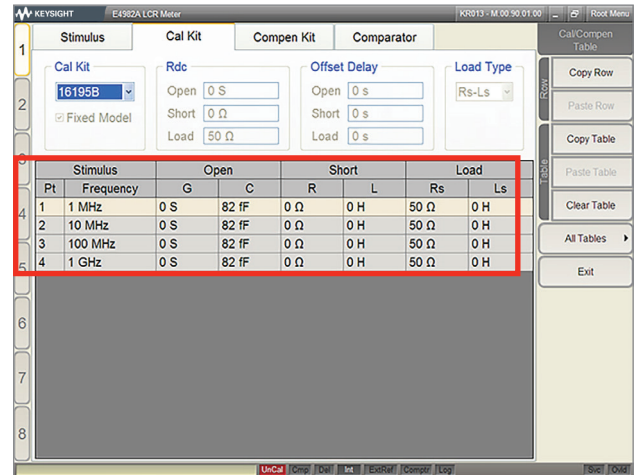 KEYSIGHT E4982A LCR Meter KR013 - M.00.90.01.00 Root Menu
Stimulus Cal Kit Compen Kit Comparator
Cal/Compen Table
1
2
3
4
5
6
7
8
Cal Kit
16195B
Fixed Model
Rdc
Open 0 S
Short 0 Ω
Load 50 Ω
Offset Delay
Open 0 s
Short 0 s
Load 0 s
Load Type
Rs-Ls
Stimulus Open Short Load
Pt Frequency G C R L Rs Ls
1 1 MHz 0 S 82 fF 0 Ω 0 H 50 Ω 0 H
2 10 MHz 0 S 82 fF 0 Ω 0 H 50 Ω 0 H
3 100 MHz 0 S 82 fF 0 Ω 0 H 50 Ω 0 H
4 1 GHz 0 S 82 fF 0 Ω 0 H 50 Ω 0 H
Row
Copy Row
Paste Row
Table
Copy Table
Paste Table
Clear Table
All Tables
Exit
UnCal Cmp Del Int ExtRef Comptr Log Svc Ovld